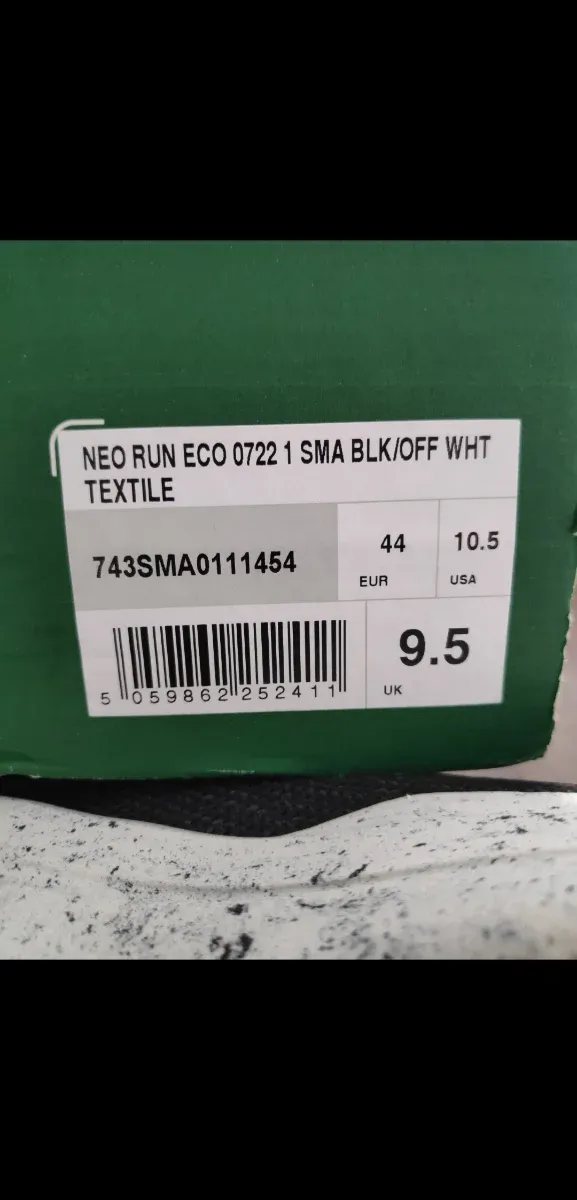 NEO RUN ECO 0722 1 SMA BLK/OFF WHT
TEXTILE
743SMA0111454
44
EUR
10.5
USA
5 059862 252411
9.5
UK